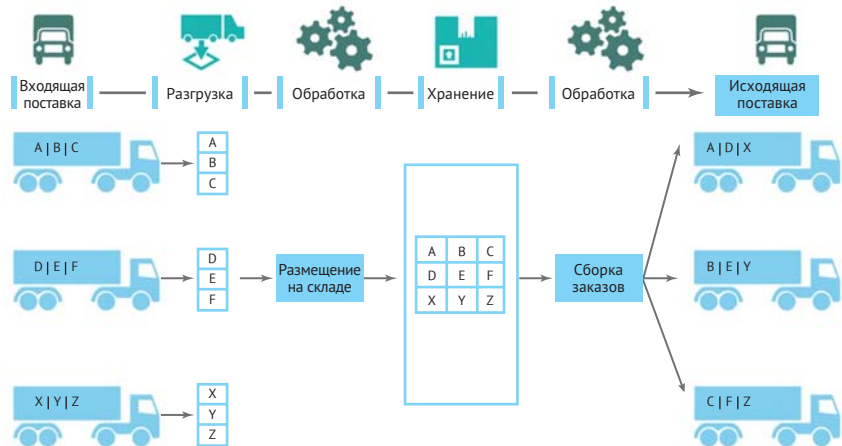 Входящая
поставка
Разгрузка
Обработка
Хранение
Обработка
Исходящая
поставка
A|B|C
A
B
C
A|D|X
D|E|F
D
E
F
Размещение
на складе
A B C
D E F
X Y Z
Сборка
заказов
B|E|Y
X|Y|Z
X
Y
Z
C|F|Z